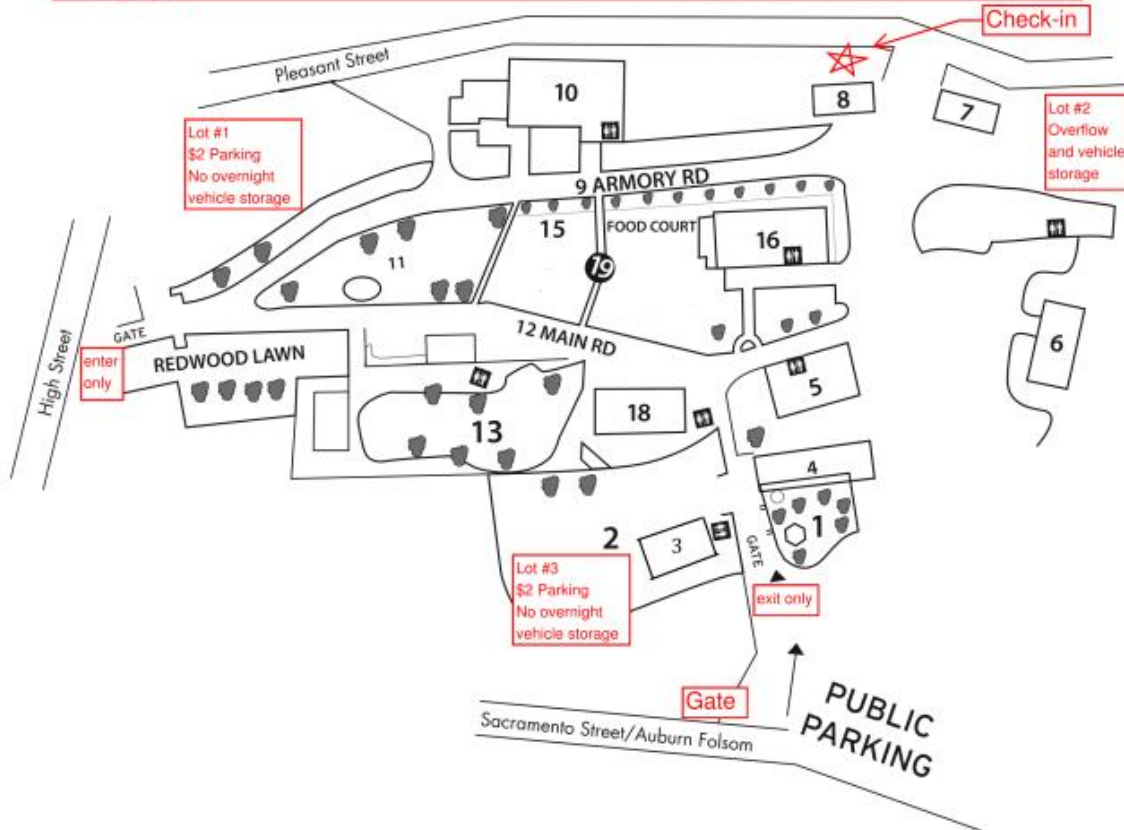 Check-in
Pleasant Street
10
8
7
Lot #1
$2 Parking
No overnight
vehicle storage
Lot #2
Overflow
and vehicle
storage
9 ARMORY RD
15
FOOD COURT
16
11
19
12 MAIN RD
GATE
REDWOOD LAWN
enter
only
High Street
6
5
18
13
4
1
2
3
GATE
Lot #3
$2 Parking
No overnight
vehicle storage
exit only
Gate
PUBLIC
PARKING
Sacramento Street/Auburn Folsom